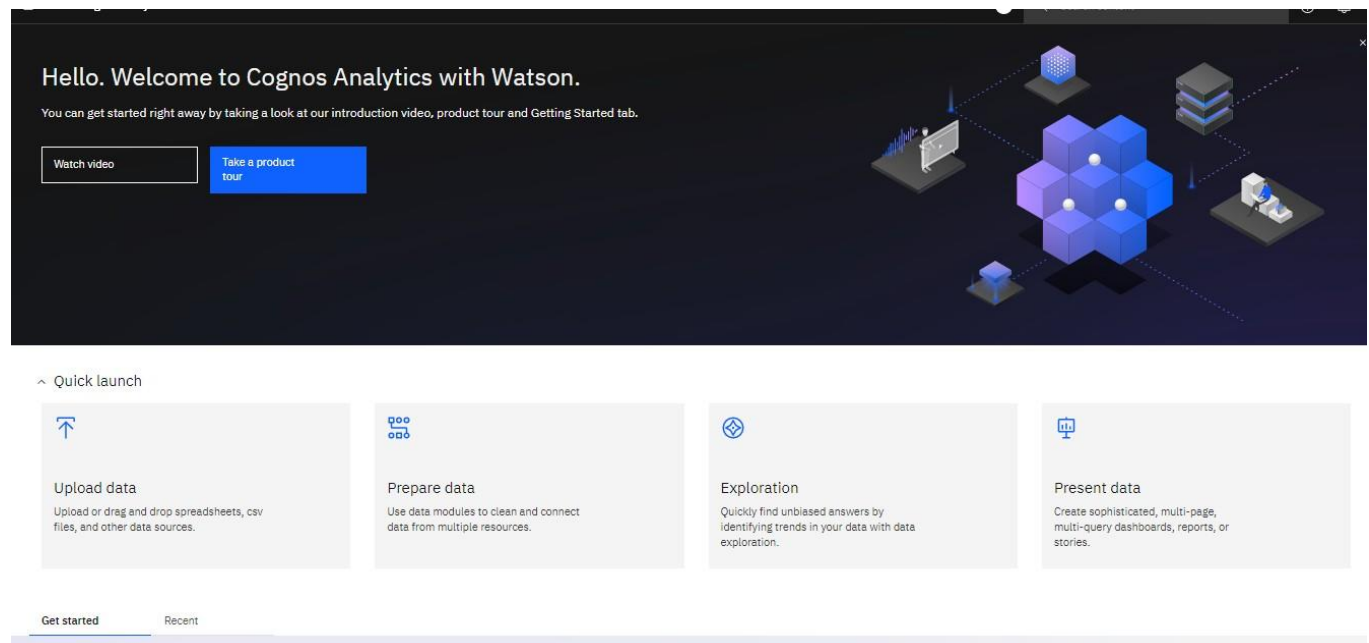 Hello. Welcome to Cognos Analytics with Watson.
You can get started right away by taking a look at our introduction video, product tour and Getting Started tab.
Watch video
Take a product
tour
Quick launch
Upload data
Upload or drag and drop spreadsheets, csv
files, and other data sources.
Prepare data
Use data modules to clean and connect
data from multiple resources.
Exploration
Quickly find unbiased answers by
identifying trends in your data with data
exploration.
Present data
Create sophisticated, multi-page,
multi-query dashboards, reports, or
stories.
Get started
Recent